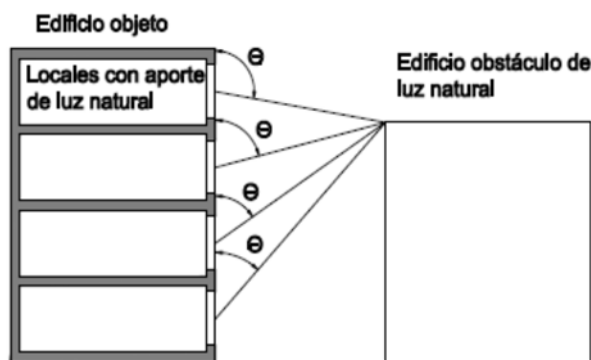 Edificio objeto
Locales con aporte
de luz natural
Edificio obstáculo de
luz natural
Θ
Θ
Θ
Θ